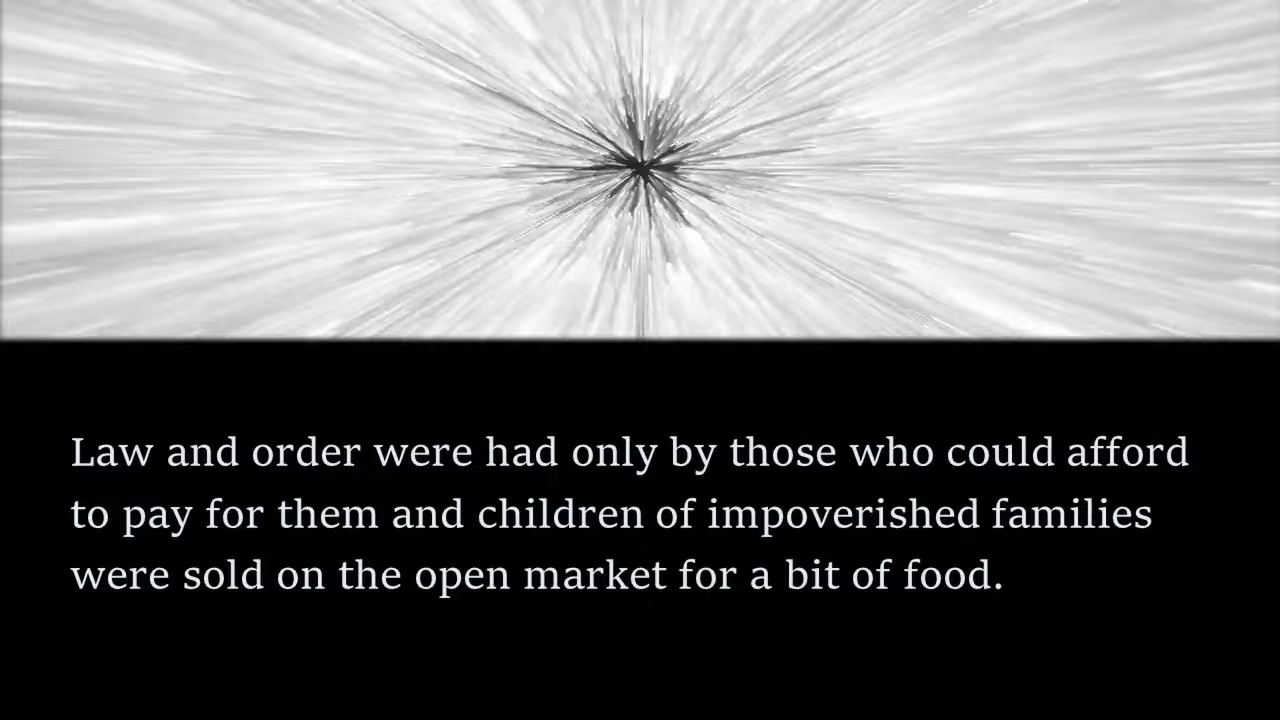 Law and order were had only by those who could afford
to pay for them and children of impoverished families
were sold on the open market for a bit of food.